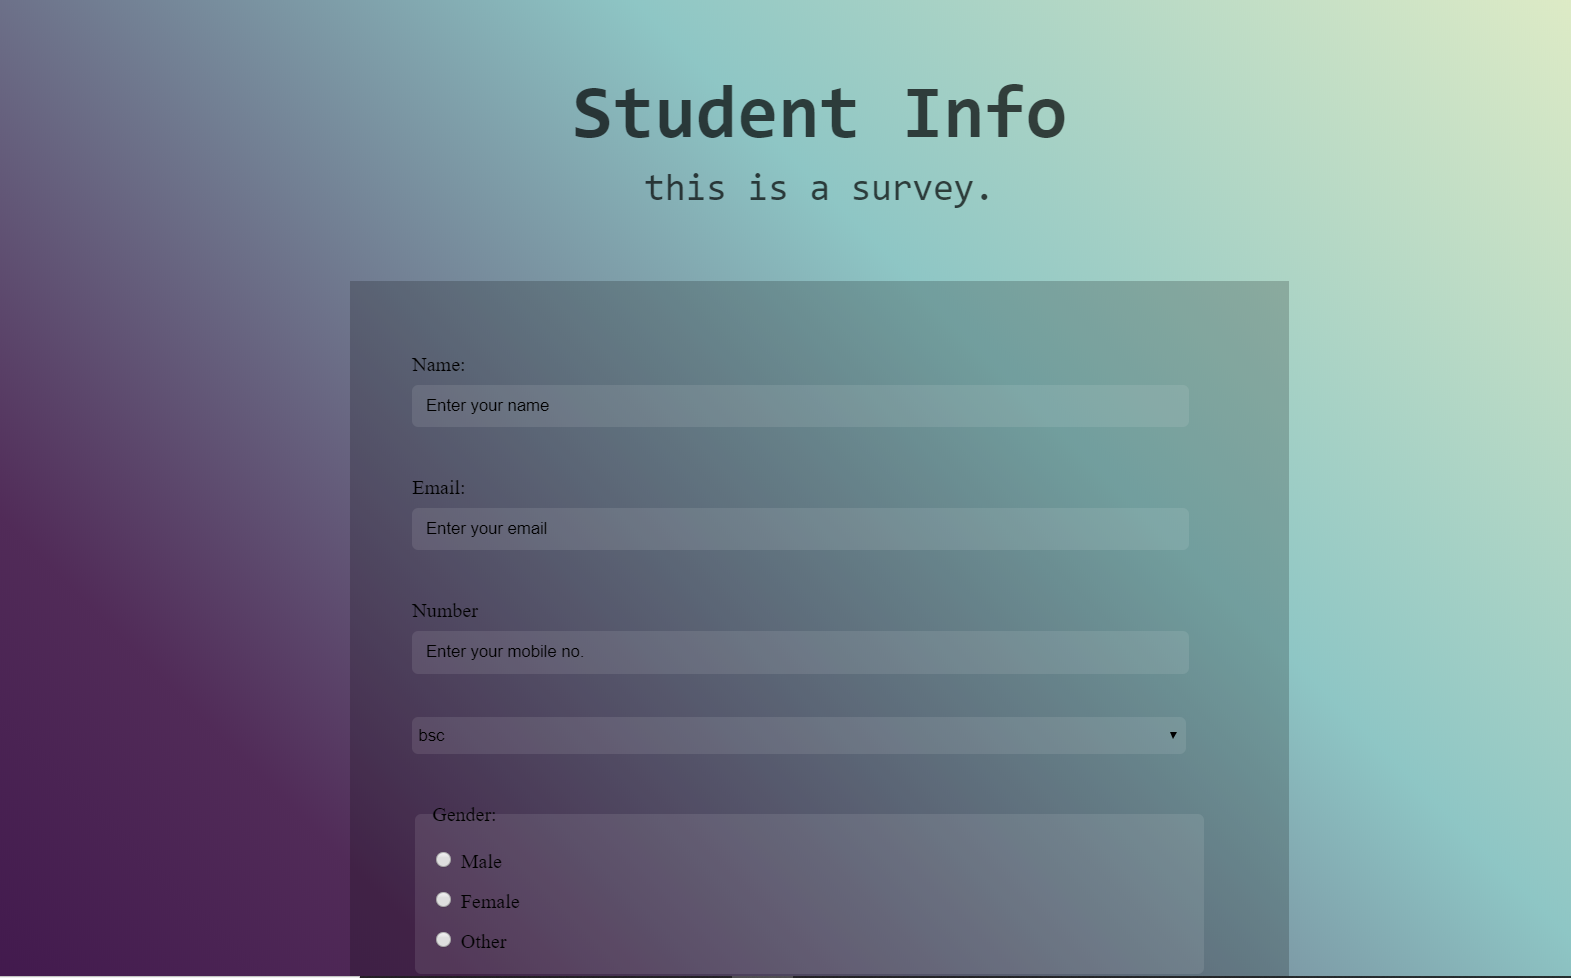 Student Info
this is a survey.
Name:
Enter your name
Email:
Enter your email
Number
Enter your mobile no.
bsc
Gender:
Male
Female
Other